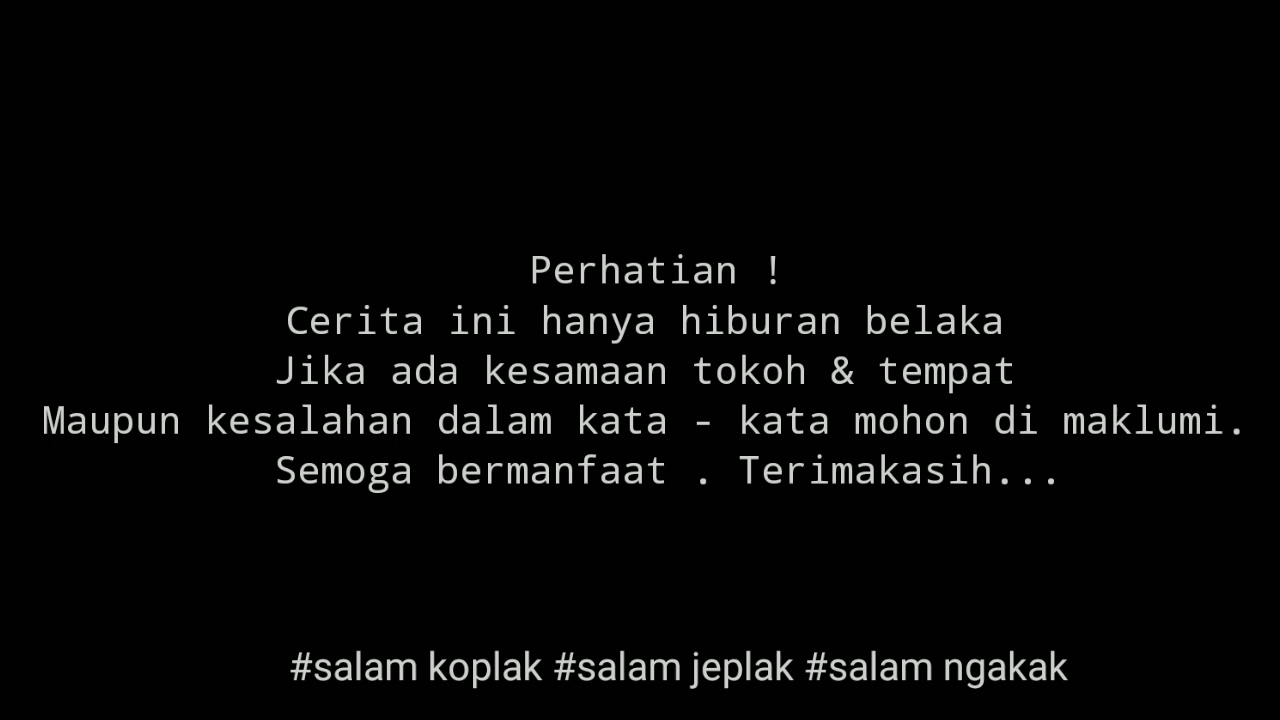 Perhatian !
Cerita ini hanya hiburan belaka
Jika ada kesamaan tokoh & tempat
Maupun kesalahan dalam kata - kata mohon di maklumi.
Semoga bermanfaat . Terimakasih...
#salam koplak #salam jeplak #salam ngakak